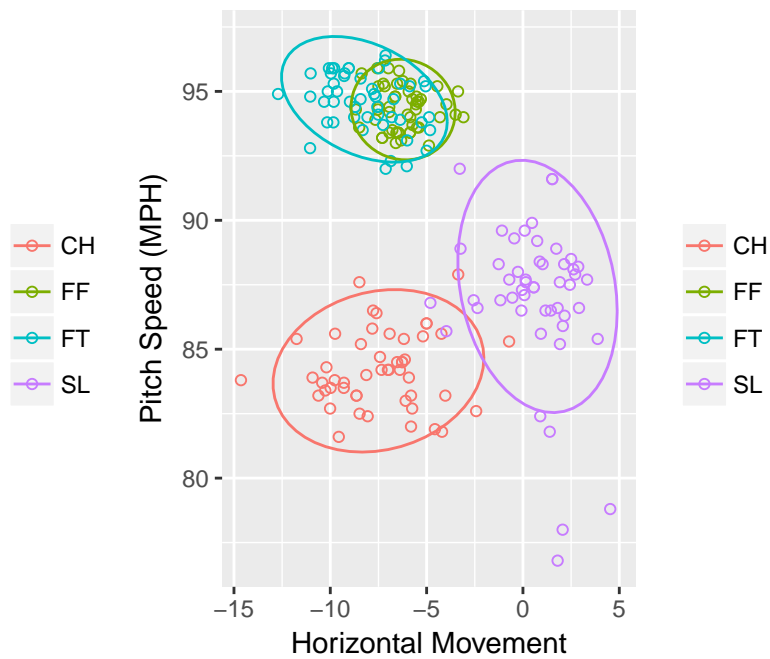 95
90
85
80
Pitch Speed (MPH)
−15 −10 −5 0 5
Horizontal Movement
CH
FF
FT
SL
CH
FF
FT
SL